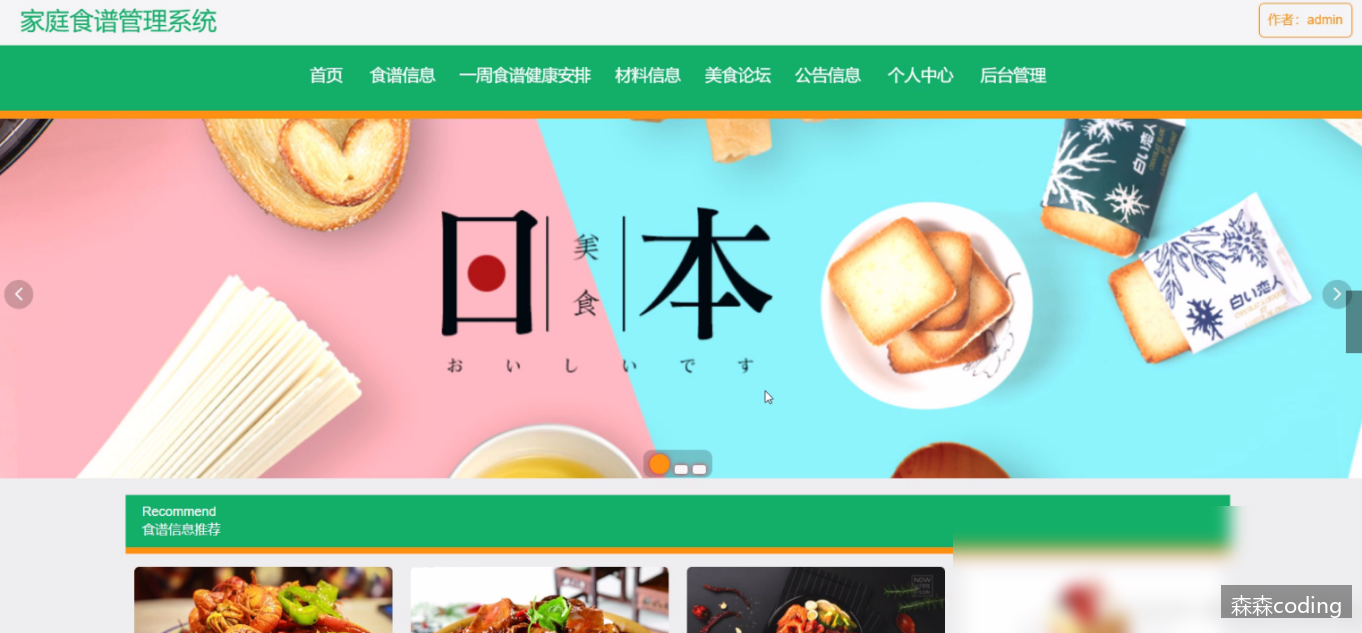 家庭食谱管理系统
作者：admin
首页 食谱信息 一周食谱健康安排 材料信息 美食论坛 公告信息 个人中心 后台管理
日 美食 本
おいしいです
白い恋人
白い恋人
Recommend
食谱信息推荐
NOW
森森coding